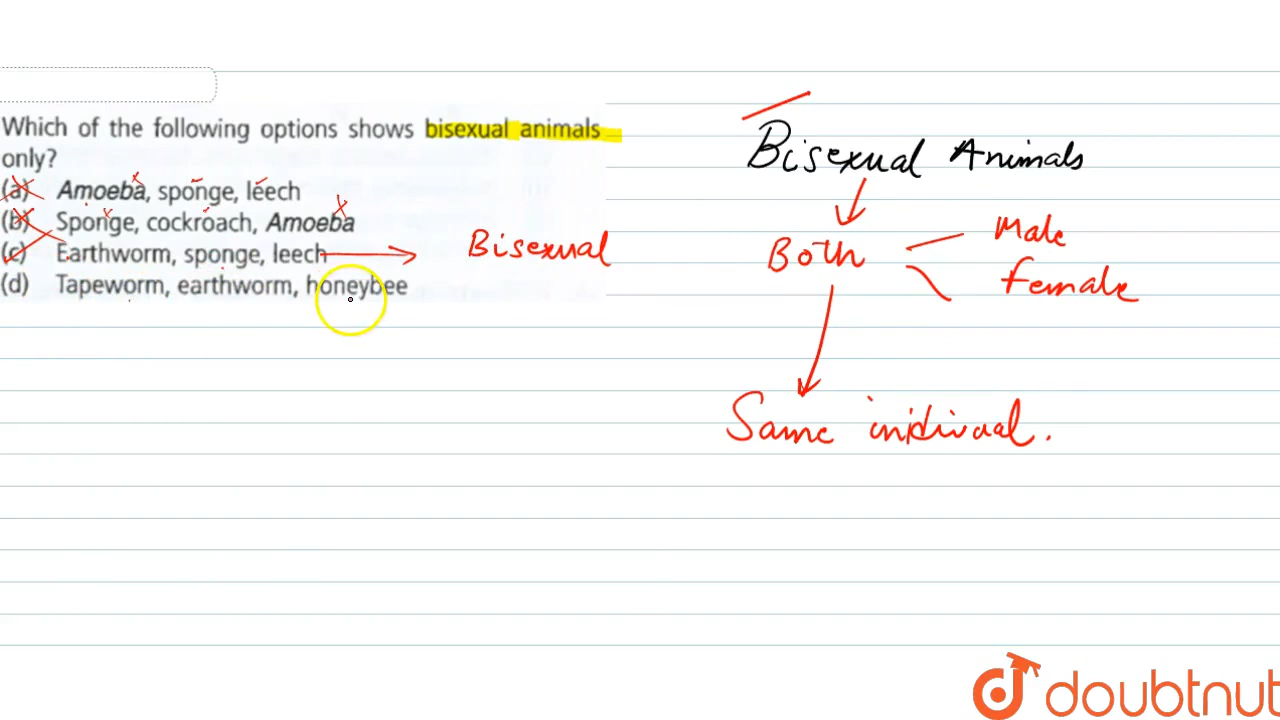 Which of the following options shows bisexual animals
only?
(a) Amoeba, sponge, leech
(b) Sponge, cockroach, Amoeba
(c) Earthworm, sponge, leech
(d) Tapeworm, earthworm, honeybee
Bisexual
Bisexual Animals
Both
Male
Female
Same individual.
doubtnut